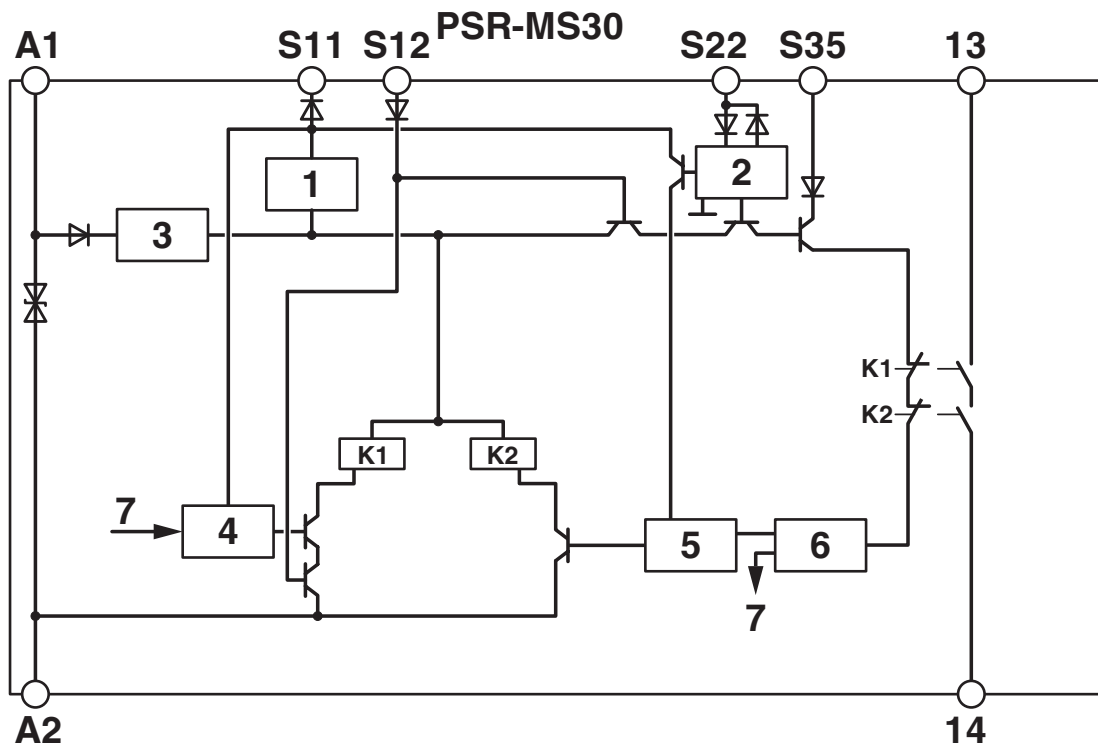 PSR-MS30
A1 S11 S12 S22 S35 13
1 2
3
K1
K2
K1 K2
7 4 5 6
7
A2 14